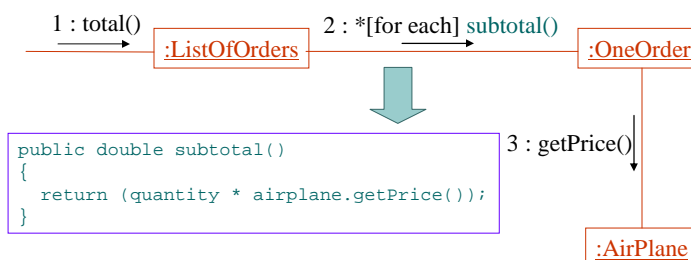 1 : total()
:ListOfOrders
2 : *[for each] subtotal()
:OneOrder
public double subtotal()
{
return (quantity * airplane.getPrice());
}
3 : getPrice()
:AirPlane